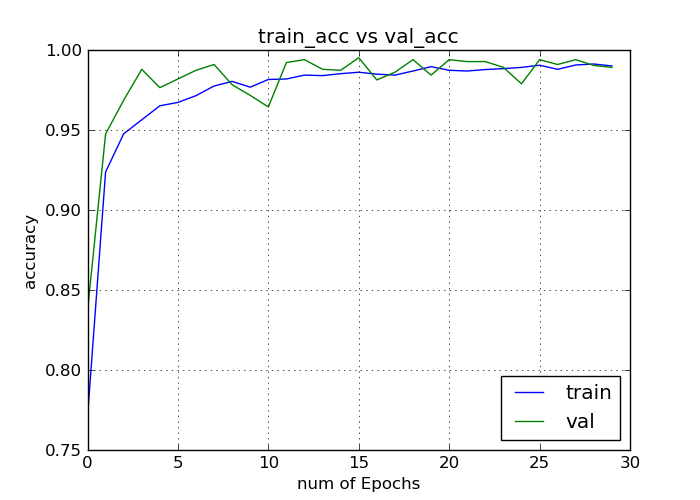 train_acc vs val_acc
1.00
0.95
0.90
0.85
0.80
0.75
accuracy
train
val
0 5 10 15 20 25 30
num of Epochs